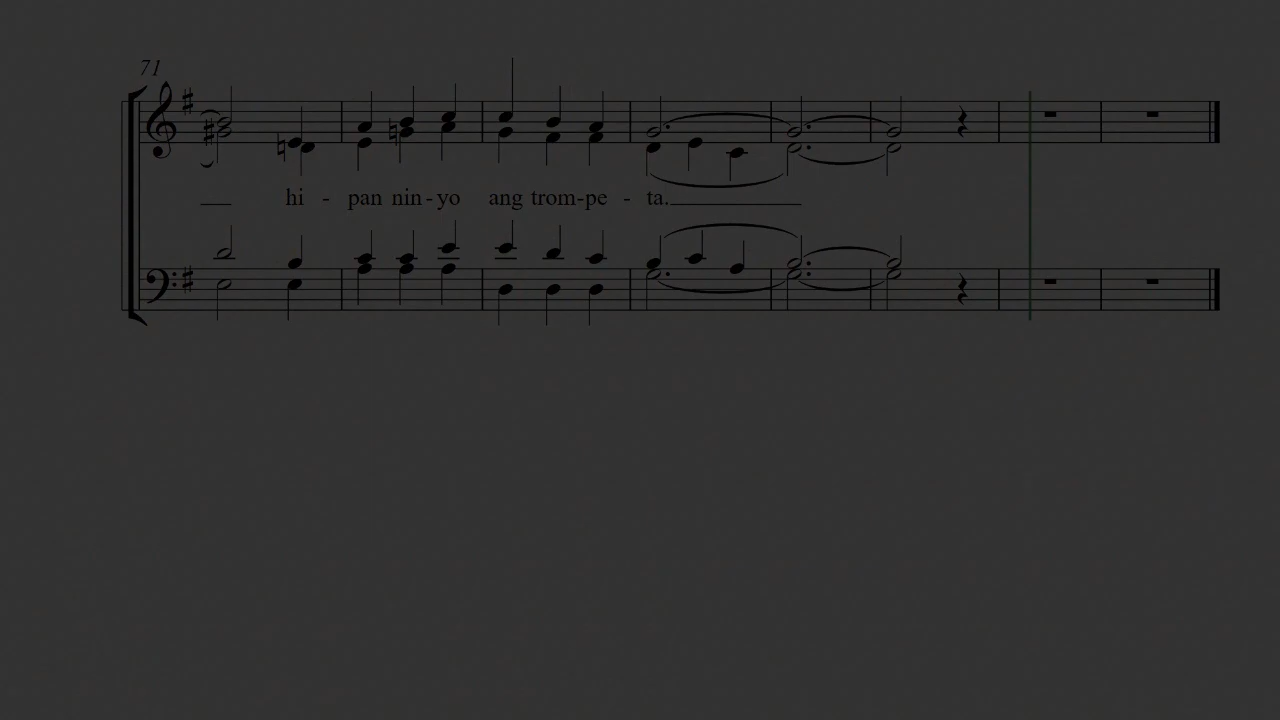 71
hi - pan nin - yo ang trom - pe - ta.